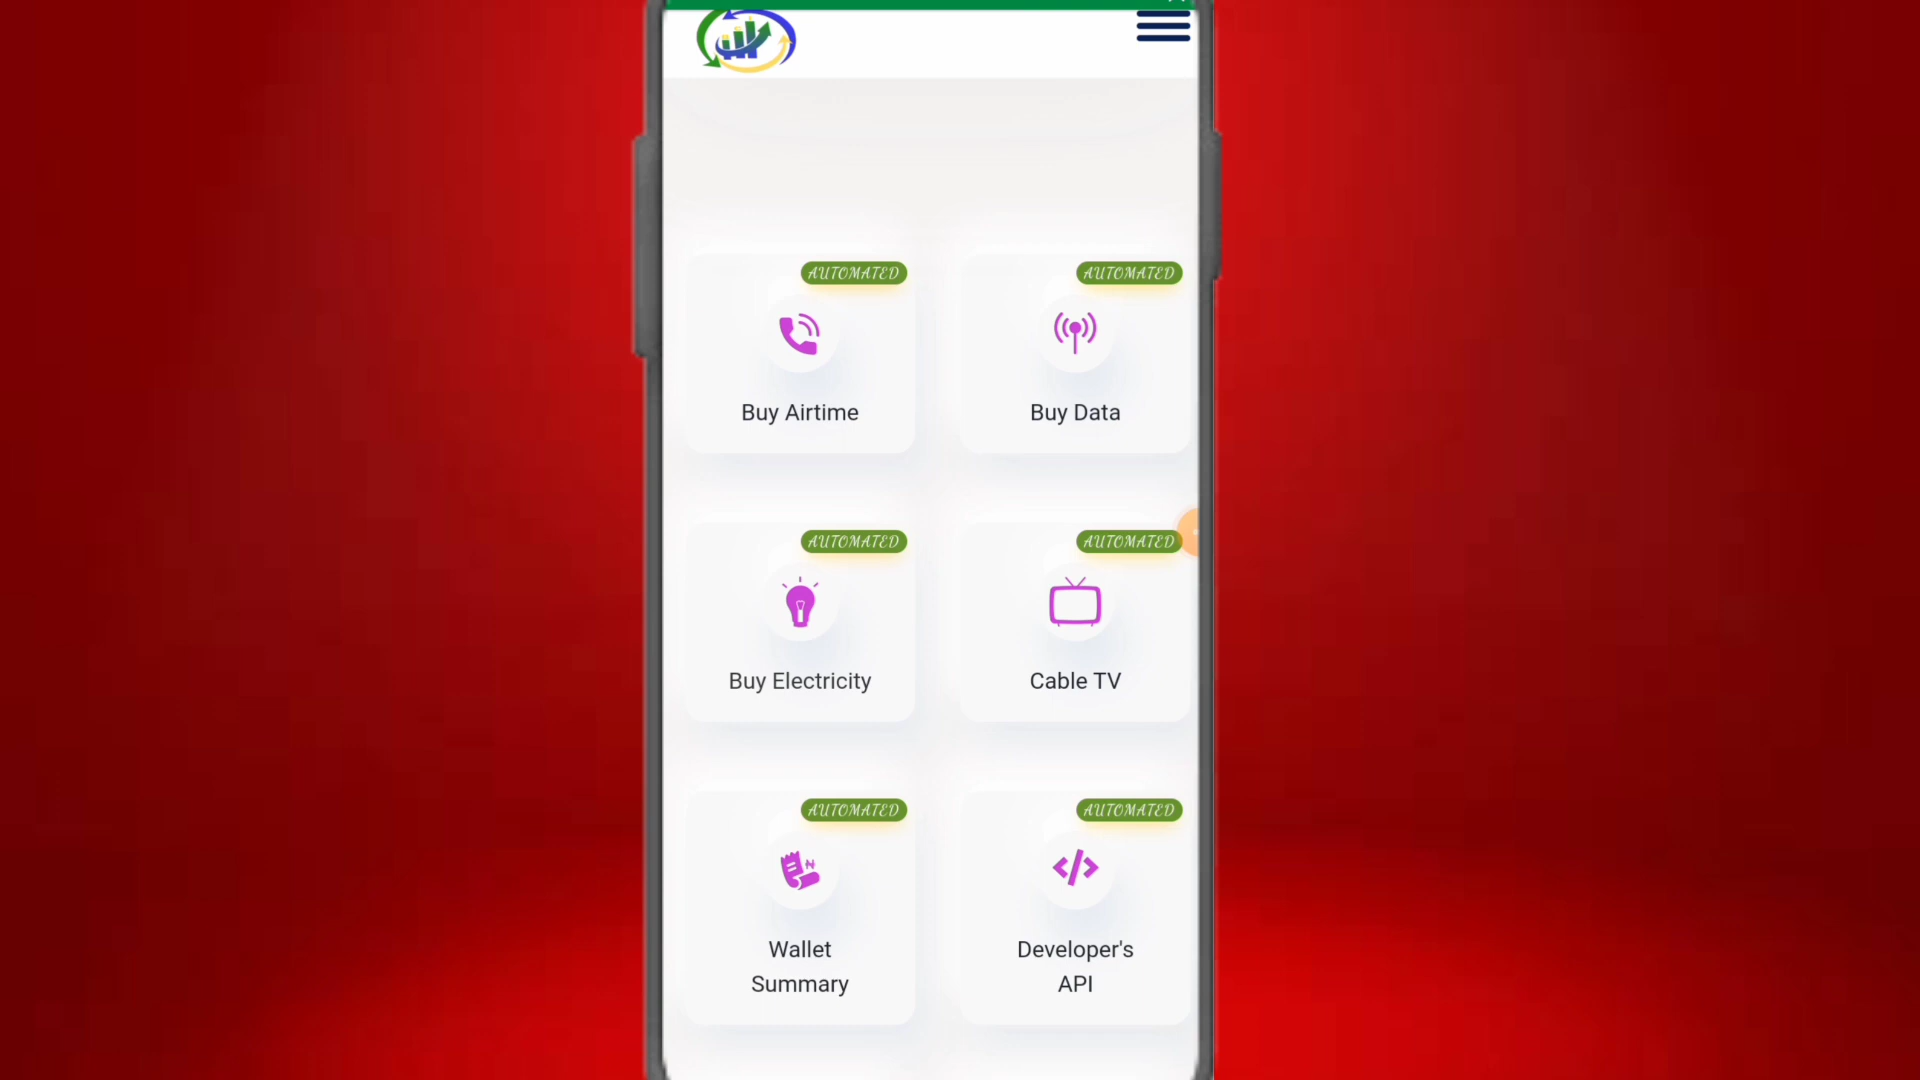 AUTOMATED
AUTOMATED
Buy Airtime
Buy Data
AUTOMATED
AUTOMATED
Buy Electricity
Cable TV
AUTOMATED
AUTOMATED
N
Wallet
Summary
Developer's
API